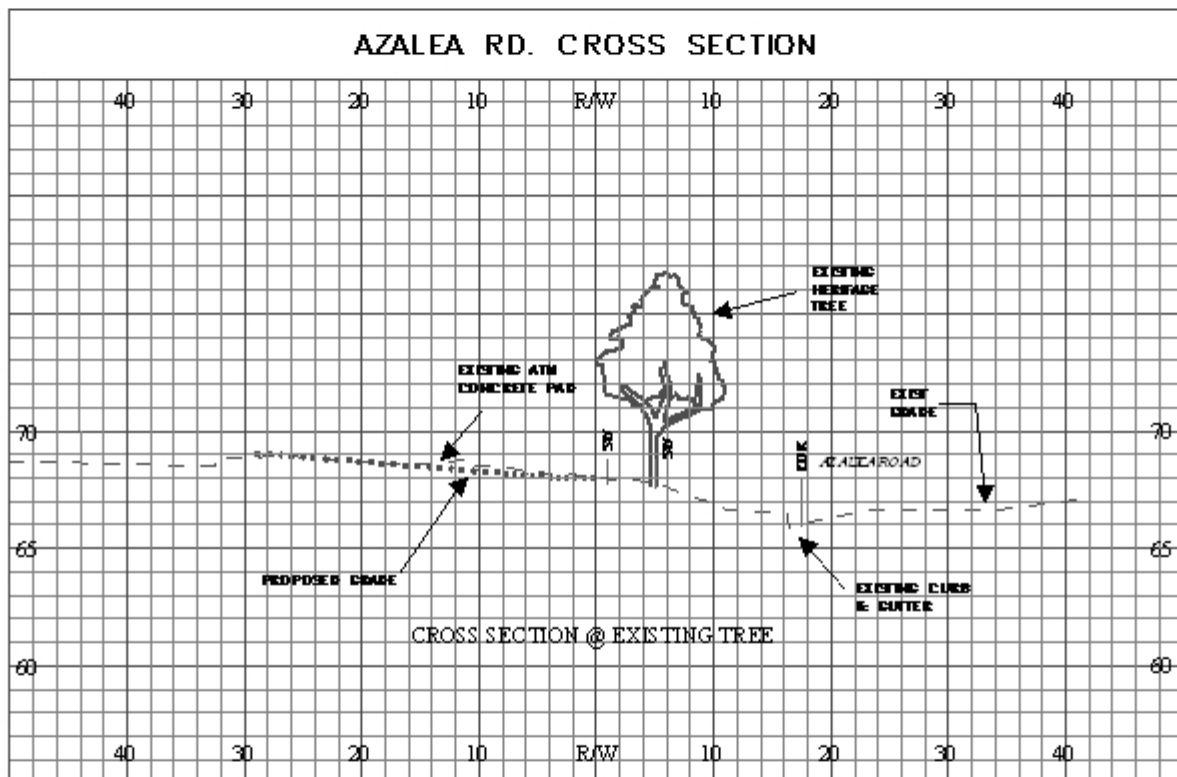 AZALEA RD. CROSS SECTION
40 30 20 10 R/W 10 20 30 40
EXISTING
HERITAGE
TREE
EXISTING ATM
CONCRETE PAD
EXIST
GRADE
70 70
AZALEA ROAD
65 65
PROPOSED GRADE
EXISTING CURB
& GUTTER
CROSS SECTION @ EXISTING TREE
60 60
40 30 20 10 R/W 10 20 30 40